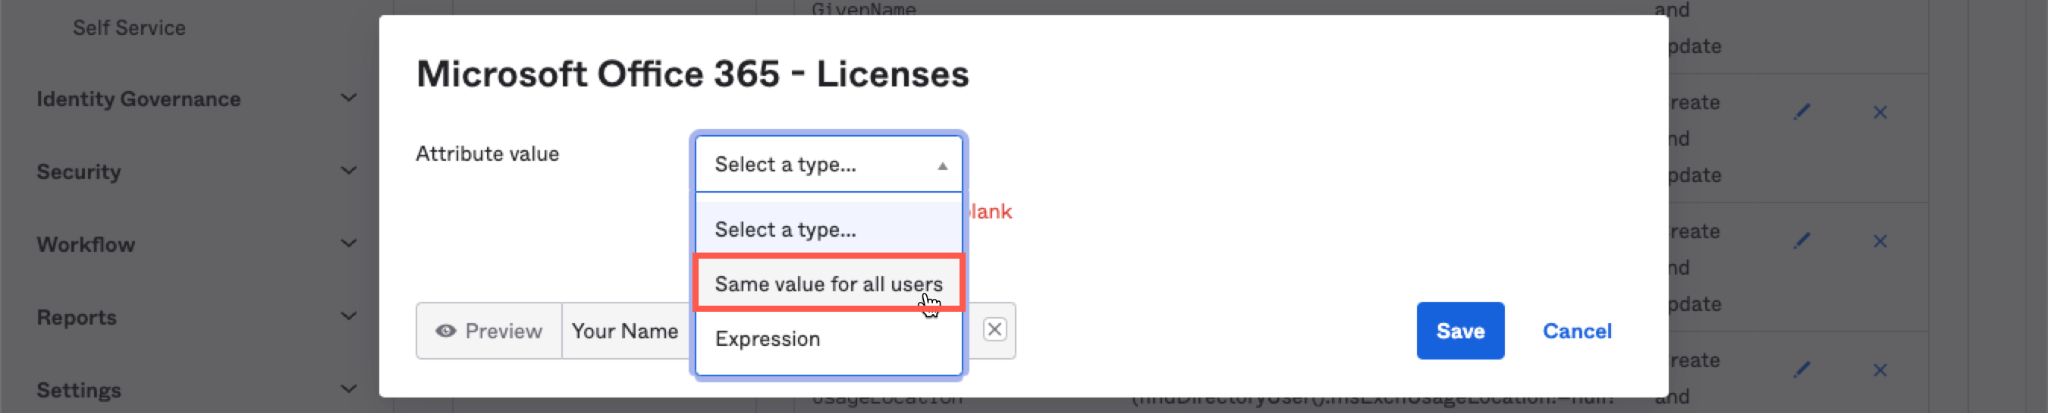 Self Service
Identity Governance
Security
Workflow
Reports
Settings
GivenName
and
pdate
reate
nd
pdate
reate
nd
pdate
reate
and
UsageLocation
Microsoft Office 365 - Licenses
Attribute value
Select a type...
lank
Select a type...
Same value for all users
Expression
Preview
Your Name
Save
Cancel